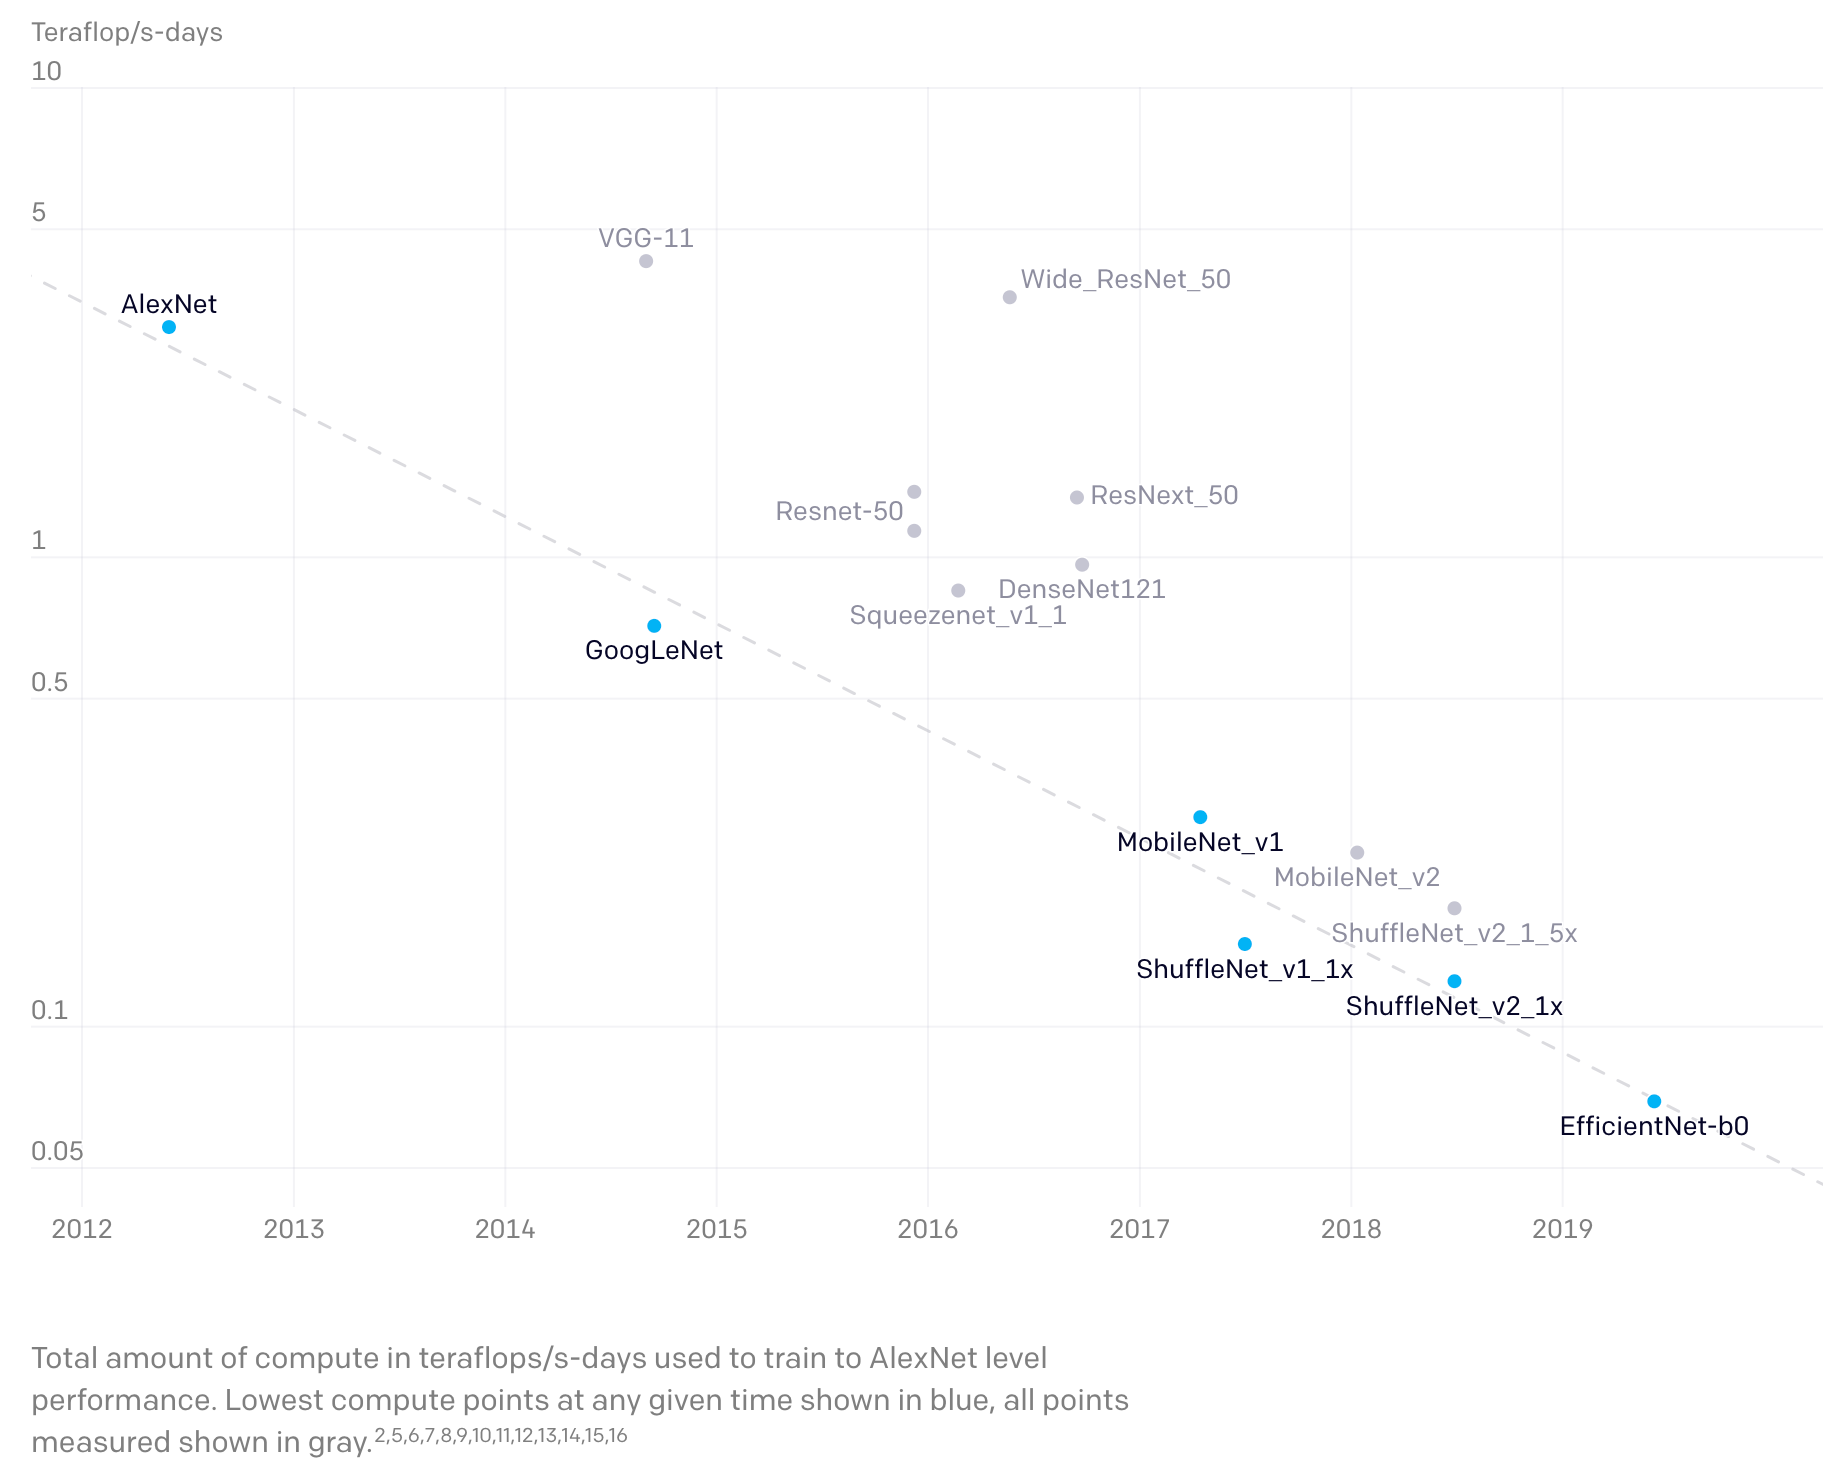 Teraflop/s-days
10
5
VGG-11
Wide_ResNet_50
AlexNet
Resnet-50
ResNext_50
1
DenseNet121
Squeezenet_v1_1
GoogLeNet
0.5
MobileNet_v1
MobileNet_v2
ShuffleNet_v2_1_5x
ShuffleNet_v1_1x
ShuffleNet_v2_1x
0.1
EfficientNet-b0
0.05
2012 2013 2014 2015 2016 2017 2018 2019
Total amount of compute in teraflops/s-days used to train to AlexNet level
performance. Lowest compute points at any given time shown in blue, all points
measured shown in gray.2,5,6,7,8,9,10,11,12,13,14,15,16